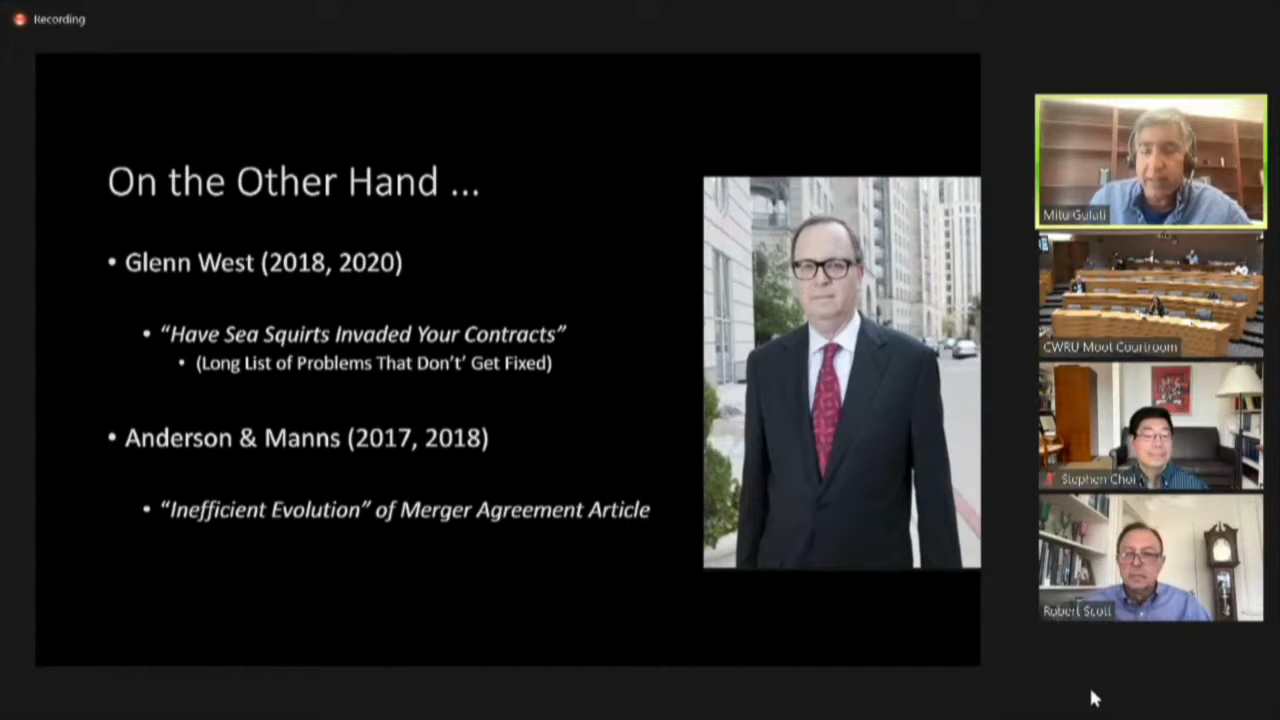 Recording
On the Other Hand ...
• Glenn West (2018, 2020)
• “Have Sea Squirts Invaded Your Contracts”
• (Long List of Problems That Don’t’ Get Fixed)
• Anderson & Manns (2017, 2018)
• “Inefficient Evolution” of Merger Agreement Article
Mitu Gulati
CWRU Moot Courtroom
Stephen Choi
Robert Scott